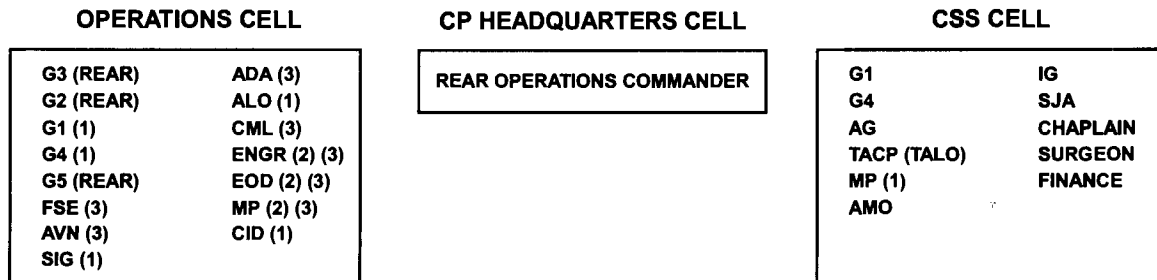 OPERATIONS CELL
G3 (REAR)
G2 (REAR)
G1 (1)
G4 (1)
G5 (REAR)
FSE (3)
AVN (3)
SIG (1)
ADA (3)
ALO (1)
CML (3)
ENGR (2) (3)
EOD (2) (3)
MP (2) (3)
CID (1)
CP HEADQUARTERS CELL
REAR OPERATIONS COMMANDER
CSS CELL
G1
G4
AG
TACP (TALO)
MP (1)
AMO
IG
SJA
CHAPLAIN
SURGEON
FINANCE